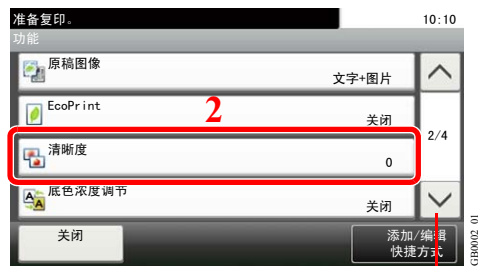 准备复印。
10:10
功能
原稿图像
文字+图片
EcoPrint
2
关闭
2/4
清晰度
0
底色浓度调节
关闭
关闭
添加/编辑
快捷方式
GB0002_01